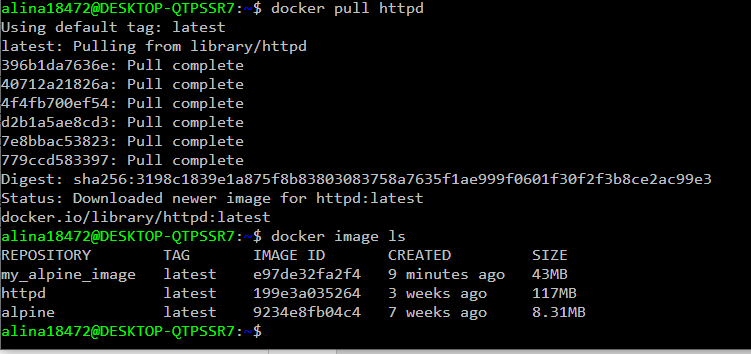 alina18472@DESKTOP-QTPSSR7:~$ docker pull httpd
Using default tag: latest
latest: Pulling from library/httpd
396b1da7636e: Pull complete
40712a21826a: Pull complete
4f4fb700ef54: Pull complete
d2b1a5ae8cd3: Pull complete
7e8bbac53823: Pull complete
779ccd583397: Pull complete
Digest: sha256:3198c1839e1a875f8b83803083758a7635f1ae999f0601f30f2f3b8ce2ac99e3
Status: Downloaded newer image for httpd:latest
docker.io/library/httpd:latest
alina18472@DESKTOP-QTPSSR7:~$ docker image ls
REPOSITORY        TAG       IMAGE ID       CREATED         SIZE
my_alpine_image   latest    e97de32fa2f4   9 minutes ago   43MB
httpd             latest    199e3a035264   3 weeks ago     117MB
alpine            latest    9234e8fb04c4   7 weeks ago     8.31MB
alina18472@DESKTOP-QTPSSR7:~$